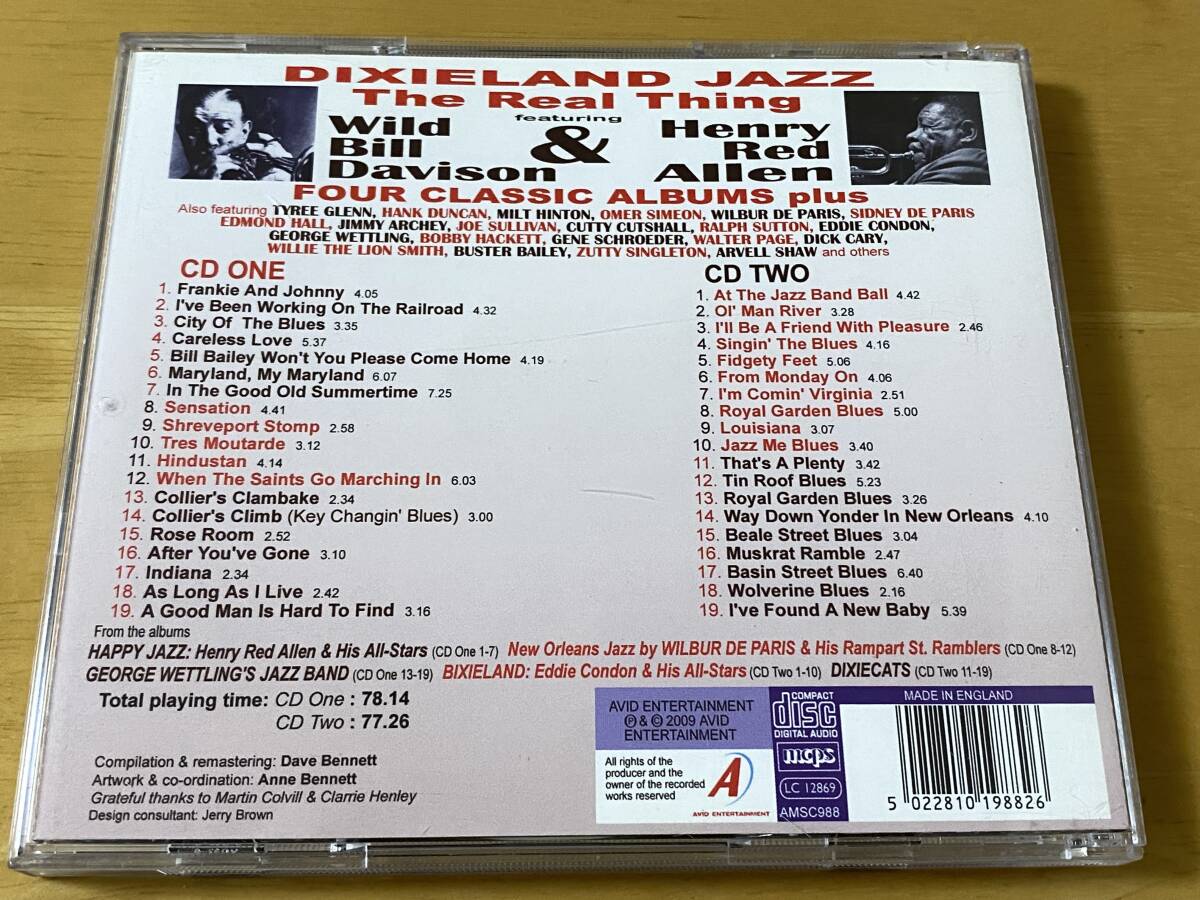 DIXIELAND JAZZ
The Real Thing
featuring
Wild Bill Davison & Henry Red Allen
FOUR CLASSIC ALBUMS plus
Also featuring TYREE GLENN, HANK DUNCAN, MILT HINTON, OMER SIMEON, WILBUR DE PARIS, SIDNEY DE PARIS
EDMOND HALL, JIMMY ARCHEY, JOE SULLIVAN, CUTTY CUTSHALL, RALPH SUTTON, EDDIE CONDON,
GEORGE WETTLING, BOBBY HACKETT, GENE SCHROEDER, WALTER PAGE, DICK CARY,
WILLIE THE LION SMITH, BUSTER BAILEY, ZUTTY SINGLETON, ARVELL SHAW and others
CD ONE
1. Frankie And Johnny 4.05
2. I've Been Working On The Railroad 4.32
3. City Of The Blues 3.35
4. Careless Love 5.37
5. Bill Bailey Won't You Please Come Home 4.19
6. Maryland, My Maryland 6.07
7. In The Good Old Summertime 7.25
8. Sensation 4.41
9. Shreveport Stomp 2.58
10. Tres Moutarde 3.12
11. Hindustan 4.14
12. When The Saints Go Marching In 6.03
13. Collier's Clambake 2.34
14. Collier's Climb (Key Changin' Blues) 3.00
15. Rose Room 2.52
16. After You've Gone 3.10
17. Indiana 2.34
18. As Long As I Live 2.42
19. A Good Man Is Hard To Find 3.16
CD TWO
1. At The Jazz Band Ball 4.42
2. Ol' Man River 3.28
3. I'll Be A Friend With Pleasure 2.46
4. Singin' The Blues 4.16
5. Fidgety Feet 5.06
6. From Monday On 4.06
7. I'm Comin' Virginia 2.51
8. Royal Garden Blues 5.00
9. Louisiana 3.07
10. Jazz Me Blues 3.40
11. That's A Plenty 3.42
12. Tin Roof Blues 5.23
13. Royal Garden Blues 3.26
14. Way Down Yonder In New Orleans 4.10
15. Beale Street Blues 3.04
16. Muskrat Ramble 2.47
17. Basin Street Blues 6.40
18. Wolverine Blues 2.16
19. I've Found A New Baby 5.39
From the albums
HAPPY JAZZ: Henry Red Allen & His All-Stars (CD One 1-7) New Orleans Jazz by WILBUR DE PARIS & His Rampart St. Ramblers (CD One 8-12)
GEORGE WETTLING'S JAZZ BAND (CD One 13-19) BIXIELAND: Eddie Condon & His All-Stars (CD Two 1-10) DIXIECATS (CD Two 11-19)
Total playing time: CD One : 78.14
CD Two : 77.26
Compilation & remastering: Dave Bennett
Artwork & co-ordination: Anne Bennett
Grateful thanks to Martin Colvill & Clarrie Henley
Design consultant: Jerry Brown
AVID ENTERTAINMENT
℗ & © 2009 AVID
ENTERTAINMENT
All rights of the
producer and the
owner of the recorded
works reserved
A
AVID ENTERTAINMENT
COMPACT
disc
DIGITAL AUDIO
mcps
LC 12869
AMSC988
MADE IN ENGLAND
5 022810 198826